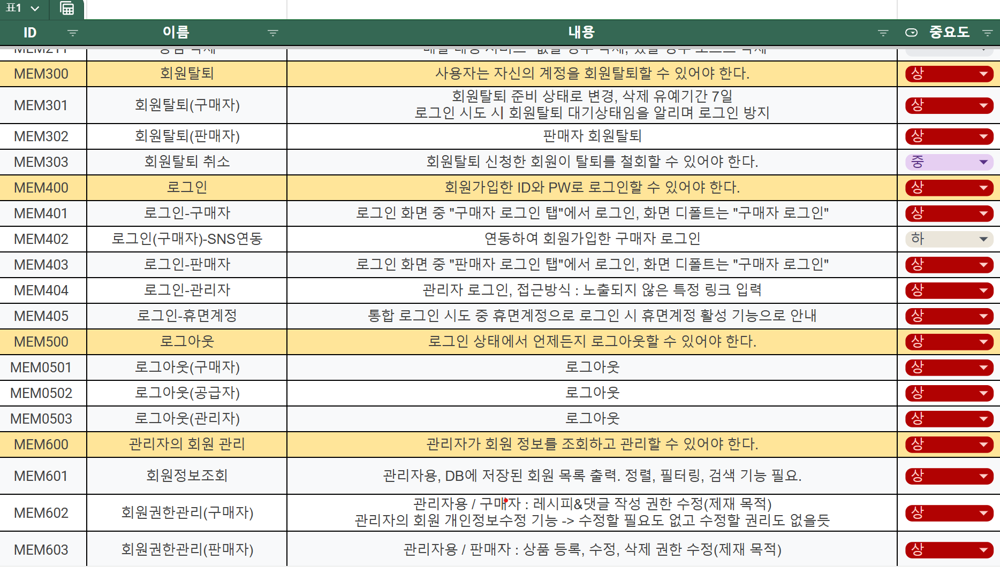 표1
ID 이름 내용 중요도
MEM300 회원탈퇴 사용자는 자신의 계정을 회원탈퇴할 수 있어야 한다. 상
MEM301 회원탈퇴(구매자) 회원탈퇴 준비 상태로 변경, 삭제 유예기간 7일
로그인 시도 시 회원탈퇴 대기상태임을 알리며 로그인 방지 상
MEM302 회원탈퇴(판매자) 판매자 회원탈퇴 상
MEM303 회원탈퇴 취소 회원탈퇴 신청한 회원이 탈퇴를 철회할 수 있어야 한다. 중
MEM400 로그인 회원가입한 ID와 PW로 로그인할 수 있어야 한다. 상
MEM401 로그인-구매자 로그인 화면 중 "구매자 로그인 탭"에서 로그인, 화면 디폴트는 "구매자 로그인" 상
MEM402 로그인(구매자)-SNS연동 연동하여 회원가입한 구매자 로그인 하
MEM403 로그인-판매자 로그인 화면 중 "판매자 로그인 탭"에서 로그인, 화면 디폴트는 "구매자 로그인" 상
MEM404 로그인-관리자 관리자 로그인, 접근방식 : 노출되지 않은 특정 링크 입력 상
MEM405 로그인-휴면계정 통합 로그인 시도 중 휴면계정으로 로그인 시 휴면계정 활성 기능으로 안내 상
MEM500 로그아웃 로그인 상태에서 언제든지 로그아웃할 수 있어야 한다. 상
MEM0501 로그아웃(구매자) 로그아웃 상
MEM0502 로그아웃(공급자) 로그아웃 상
MEM0503 로그아웃(관리자) 로그아웃 상
MEM600 관리자의 회원 관리 관리자가 회원 정보를 조회하고 관리할 수 있어야 한다. 상
MEM601 회원정보조회 관리자용, DB에 저장된 회원 목록 출력. 정렬, 필터링, 검색 기능 필요. 상
MEM602 회원권한관리(구매자) 관리자용 / 구매자 : 레시피&댓글 작성 권한 수정(제재 목적)
관리자의 회원 개인정보수정 기능 -> 수정할 필요도 없고 수정할 권리도 없을듯 상
MEM603 회원권한관리(판매자) 관리자용 / 판매자 : 상품 등록, 수정, 삭제 권한 수정(제재 목적) 상